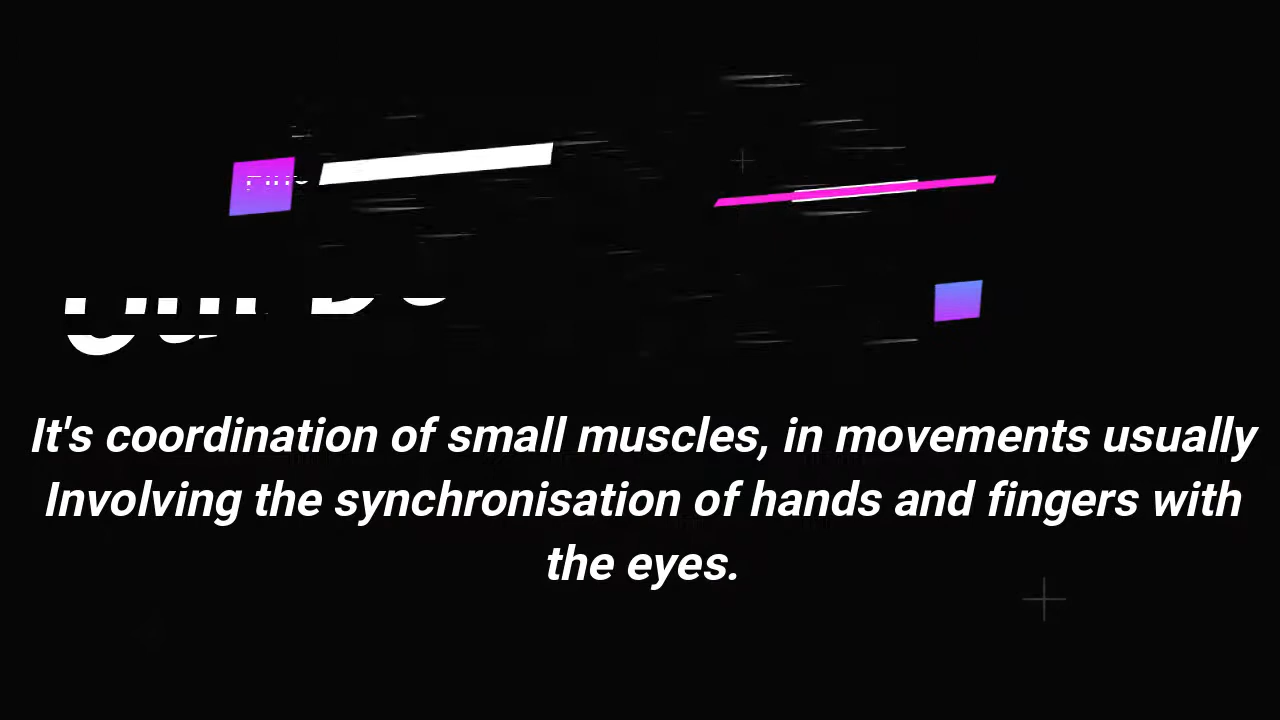 It's coordination of small muscles, in movements usually
Involving the synchronisation of hands and fingers with
the eyes.